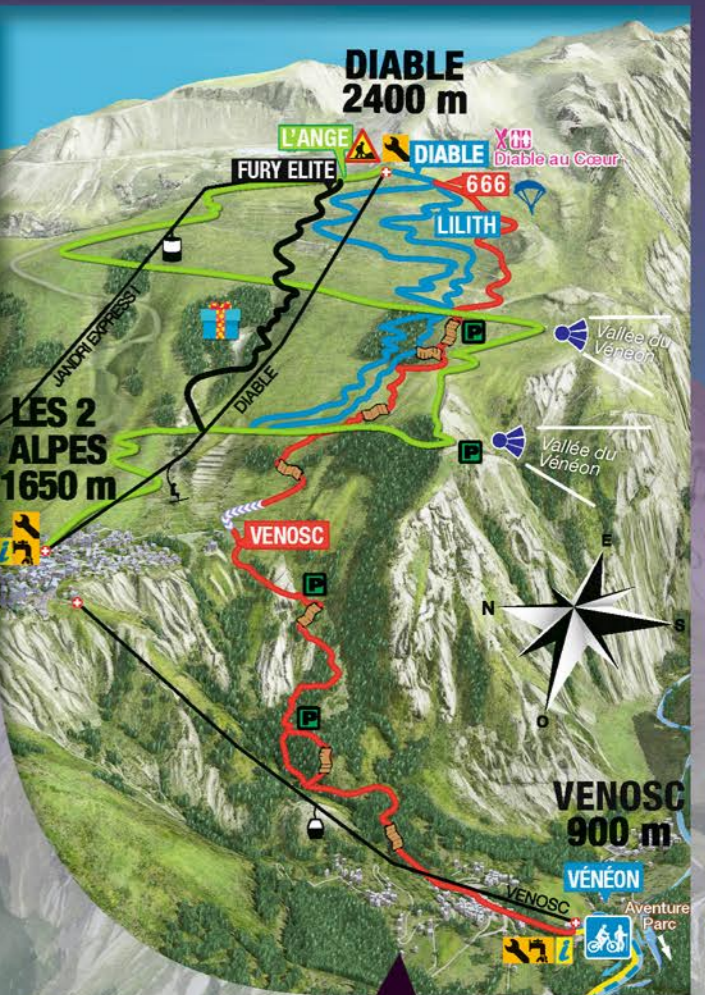 DIABLE
2400 m
L'ANGE
DIABLE
Diable au Cœur
FURY ELITE
666
LILITH
JANDRI EXPRESS I
P
Vallée du
Vénéon
DIABLE
LES 2
ALPES
1650 m
P
Vallée du
Vénéon
i
VENOSC
E
N
S
O
P
P
VENOSC
900 m
VÉNÉON
VENOSC
Aventure
Parc
i